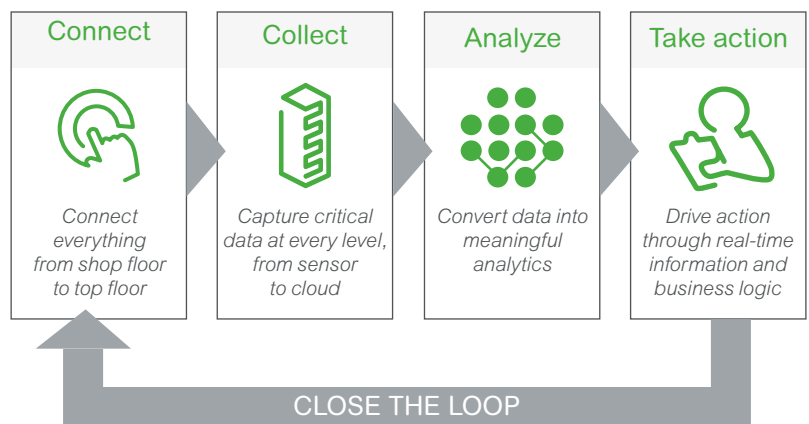 Connect
Connect
everything
from shop floor
to top floor
Collect
Capture critical
data at every level,
from sensor
to cloud
Analyze
Convert data into
meaningful
analytics
Take action
Drive action
through real-time
information and
business logic
CLOSE THE LOOP